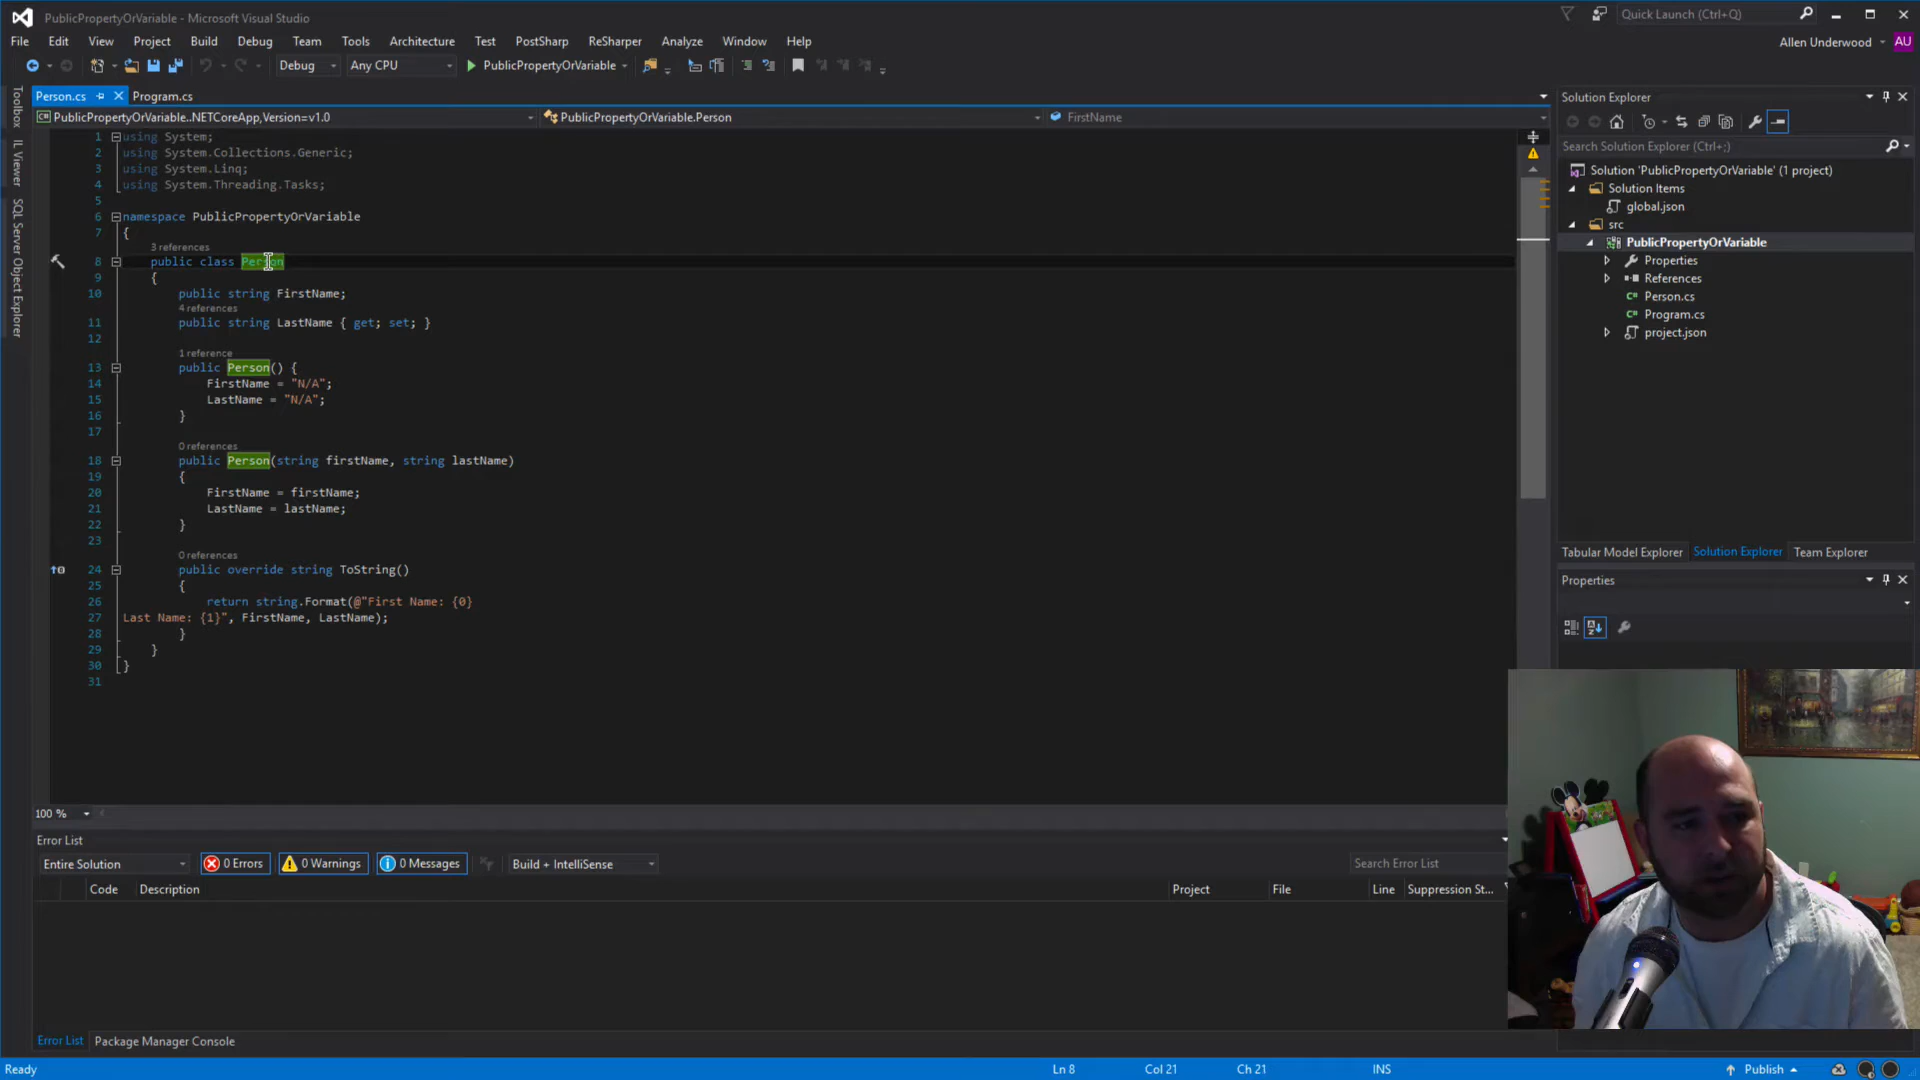 PublicPropertyOrVariable - Microsoft Visual Studio
Quick Launch (Ctrl+Q)
File Edit View Project Build Debug Team Tools Architecture Test PostSharp ReSharper Analyze Window Help
Allen Underwood AU
Debug Any CPU PublicPropertyOrVariable
Person.cs Program.cs
PublicPropertyOrVariable..NETCoreApp,Version=v1.0 PublicPropertyOrVariable.Person FirstName
Toolbox
IL Viewer
SQL Server Object Explorer
1 using System;
2 using System.Collections.Generic;
3 using System.Linq;
4 using System.Threading.Tasks;
5
6 namespace PublicPropertyOrVariable
7 {
3 references
8 public class Person
9 {
10 public string FirstName;
4 references
11 public string LastName { get; set; }
12
1 reference
13 public Person() {
14 FirstName = "N/A";
15 LastName = "N/A";
16 }
17
0 references
18 public Person(string firstName, string lastName)
19 {
20 FirstName = firstName;
21 LastName = lastName;
22 }
23
0 references
24 public override string ToString()
25 {
26 return string.Format(@"First Name: {0}
27 Last Name: {1}", FirstName, LastName);
28 }
29 }
30 }
31
100 %
Solution Explorer
Search Solution Explorer (Ctrl+;)
Solution 'PublicPropertyOrVariable' (1 project)
Solution Items
global.json
src
PublicPropertyOrVariable
Properties
References
C# Person.cs
C# Program.cs
project.json
Tabular Model Explorer Solution Explorer Team Explorer
Properties
Error List
Entire Solution 0 Errors 0 Warnings 0 Messages Build + IntelliSense Search Error List
Code Description Project File Line Suppression St...
Error List Package Manager Console
Ready Ln 8 Col 21 Ch 21 INS Publish